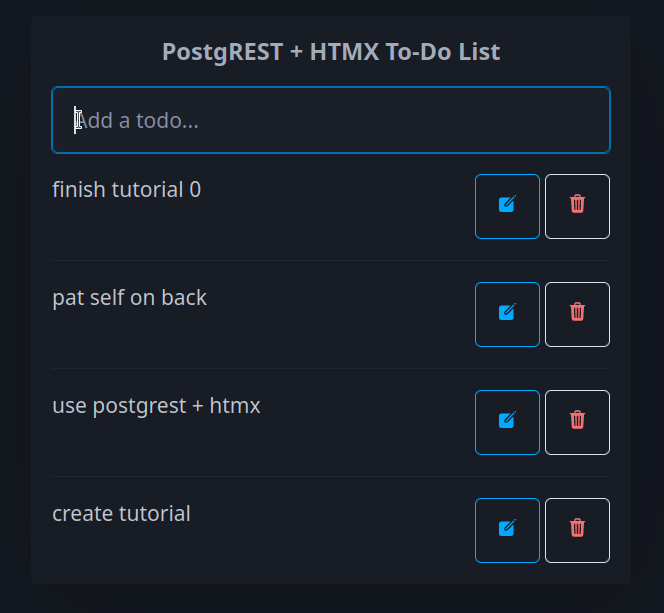 PostgREST + HTMX To-Do List
Add a todo...
finish tutorial 0
pat self on back
use postgrest + htmx
create tutorial